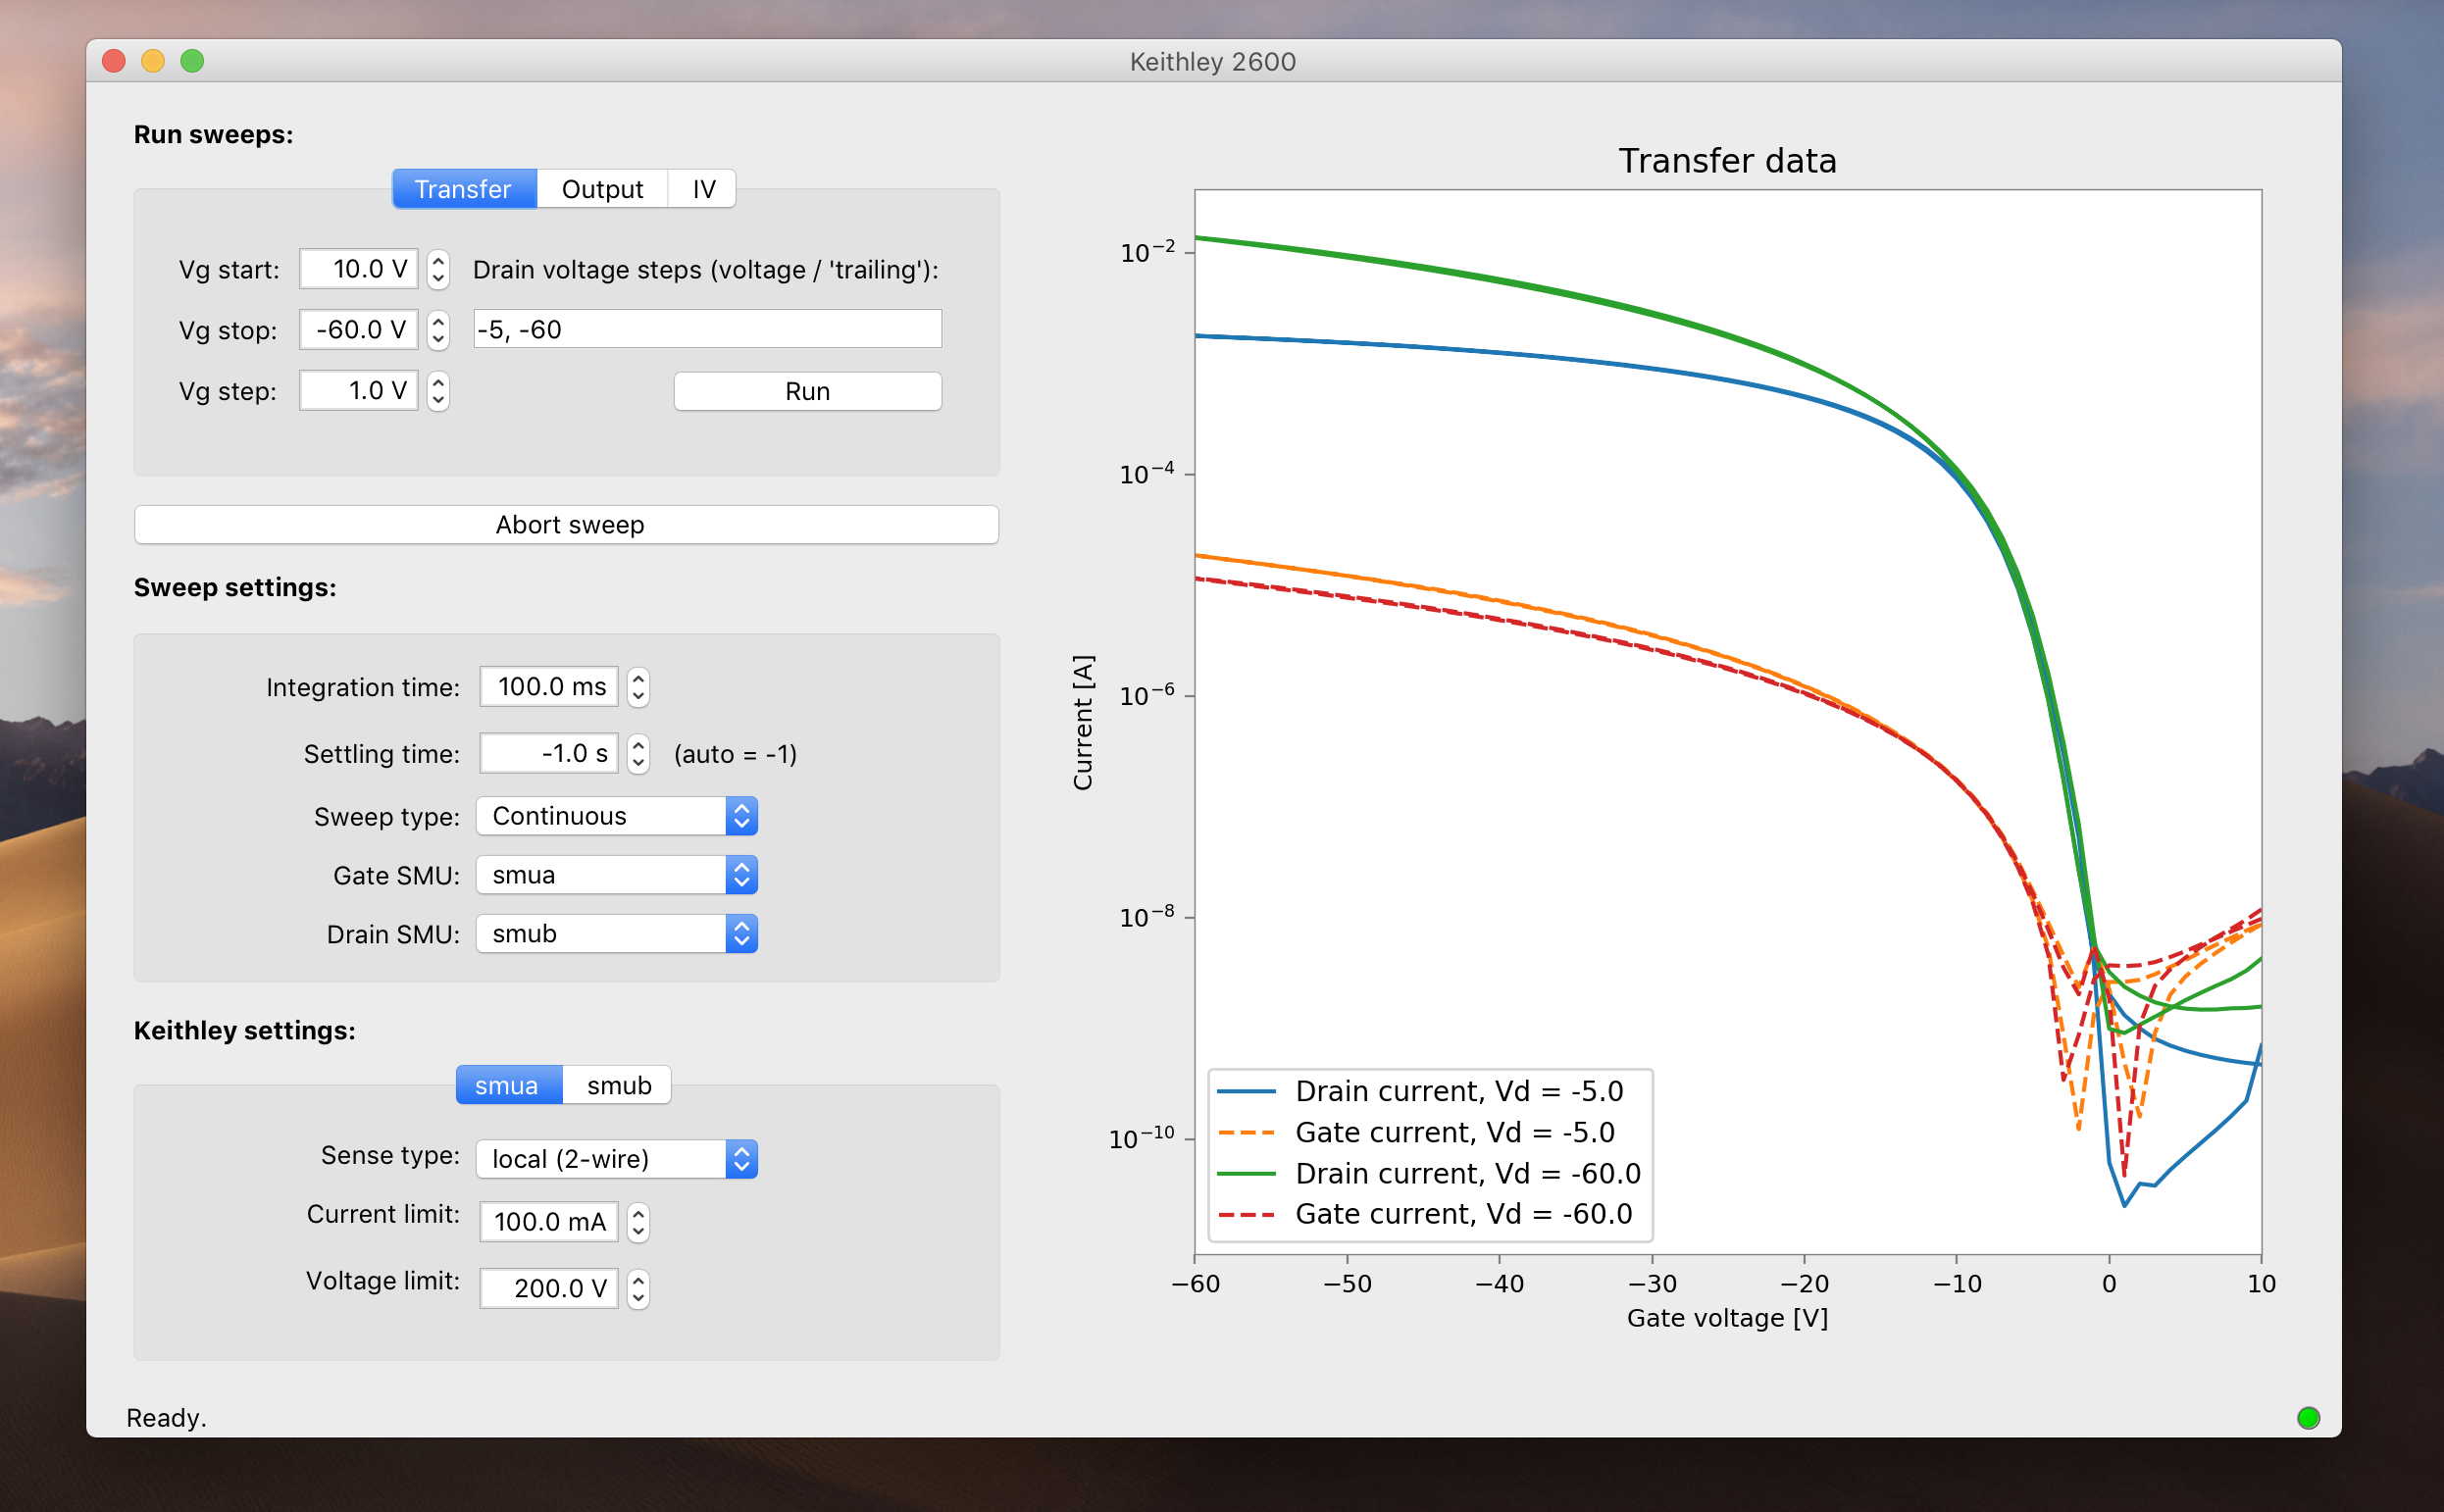 Keithley 2600
Run sweeps:
Transfer Output IV
Vg start: 10.0 V Drain voltage steps (voltage / 'trailing'):
Vg stop: -60.0 V -5, -60
Vg step: 1.0 V Run
Abort sweep
Sweep settings:
Integration time: 100.0 ms
Settling time: -1.0 s (auto = -1)
Sweep type: Continuous
Gate SMU: smua
Drain SMU: smub
Keithley settings:
smua smub
Sense type: local (2-wire)
Current limit: 100.0 mA
Voltage limit: 200.0 V
Ready.
Transfer data
10⁻²
10⁻⁴
10⁻⁶
10⁻⁸
10⁻¹⁰
Current [A]
Drain current, Vd = -5.0
Gate current, Vd = -5.0
Drain current, Vd = -60.0
Gate current, Vd = -60.0
−60 −50 −40 −30 −20 −10 0 10
Gate voltage [V]